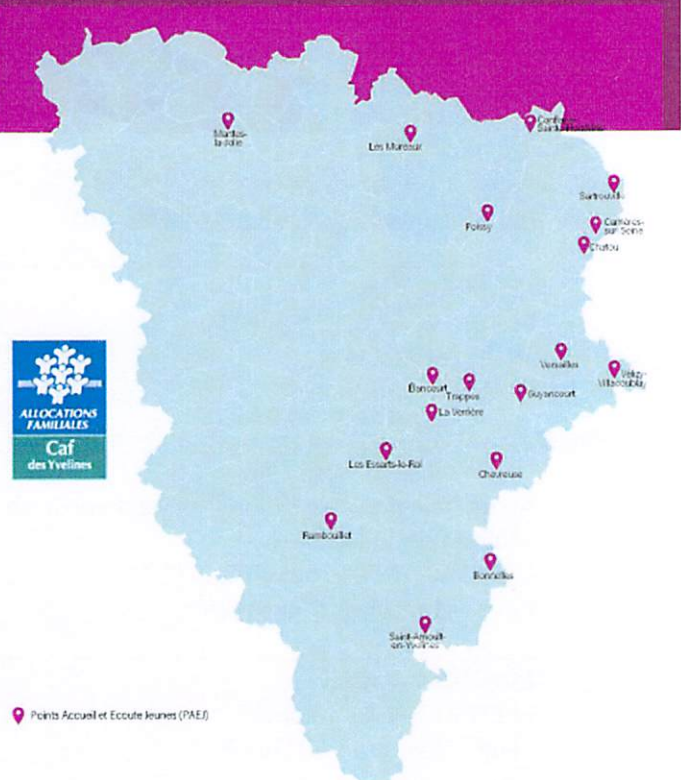 Mantes-
la-Jolie
Les Mureaux
Conflans-
Sartrouville
Carrières-
sur Seine
Poissy
Chatou
Versailles
Vélizy-
Villacoublay
Élancourt
Trappes
Guyancourt
La Verrière
ALLOCATIONS
FAMILIALES
Caf
des Yvelines
Les Essarts-le-Roi
Chevreuse
Rambouillet
Bonnelles
Saint-Arnoult-
en-Yvelines
Points Accueil et Ecoute Jeunes (PAEJ)